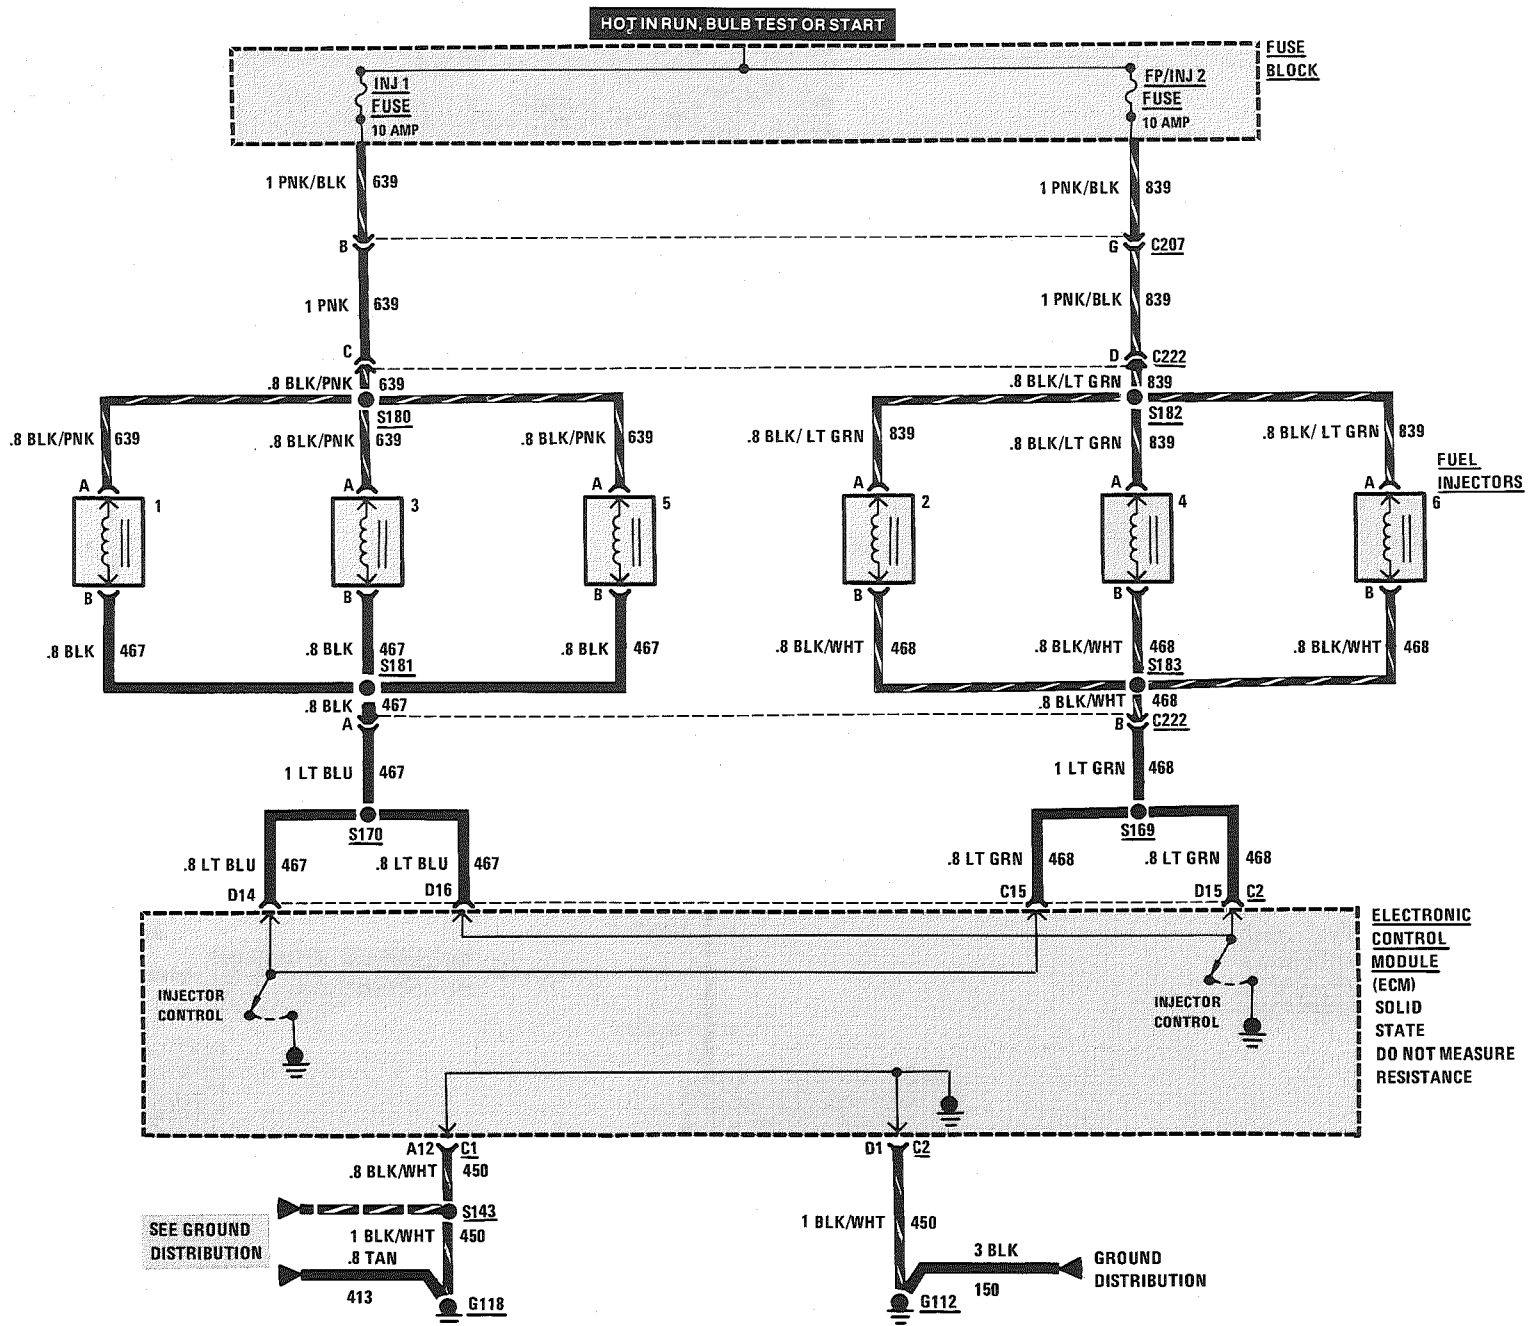 HOT IN RUN, BULB TEST OR START
FUSE
BLOCK
INJ 1
FUSE
10 AMP
FP/INJ 2
FUSE
10 AMP
1 PNK/BLK 639
1 PNK/BLK 839
B
G C207
1 PNK 639
1 PNK/BLK 839
C
D C222
.8 BLK/PNK 639
.8 BLK/LT GRN 839
S180
S182
.8 BLK/PNK 639
.8 BLK/PNK 639
.8 BLK/PNK 639
.8 BLK/ LT GRN 839
.8 BLK/LT GRN 839
.8 BLK/ LT GRN 839
FUEL
INJECTORS
A 1
A 3
A 5
A 2
A 4
A 6
B
B
B
B
B
B
.8 BLK 467
.8 BLK 467
.8 BLK 467
.8 BLK/WHT 468
.8 BLK/WHT 468
.8 BLK/WHT 468
S181
S183
.8 BLK 467
.8 BLK/WHT 468
A
B C222
1 LT BLU 467
1 LT GRN 468
S170
S169
.8 LT BLU 467
.8 LT BLU 467
.8 LT GRN 468
.8 LT GRN 468
D14
D16
C15
D15 C2
ELECTRONIC
CONTROL
MODULE
(ECM)
SOLID
STATE
DO NOT MEASURE
RESISTANCE
INJECTOR
CONTROL
INJECTOR
CONTROL
A12 C1
D1 C2
.8 BLK/WHT 450
S143
1 BLK/WHT 450
.8 TAN
SEE GROUND
DISTRIBUTION
413
G118
1 BLK/WHT 450
3 BLK
150
GROUND
DISTRIBUTION
G112